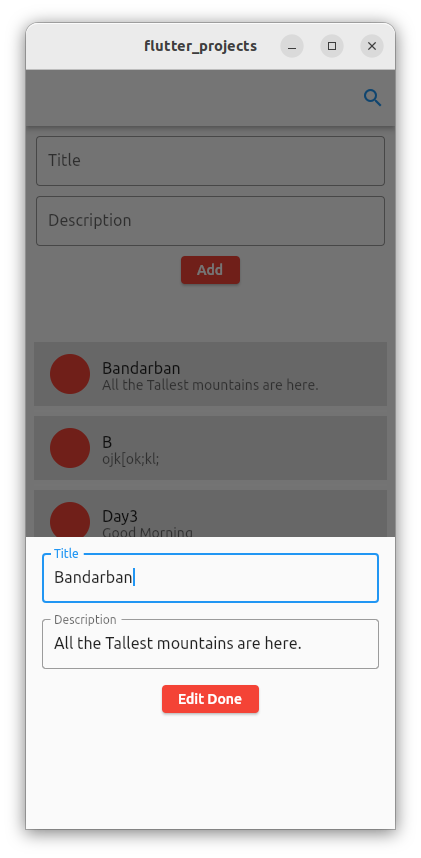 flutter_projects
Title
Description
Add
Bandarban
All the Tallest mountains are here.
B
ojk[ok;kl;
Day3
Good Morning
Title
Bandarban
Description
All the Tallest mountains are here.
Edit Done